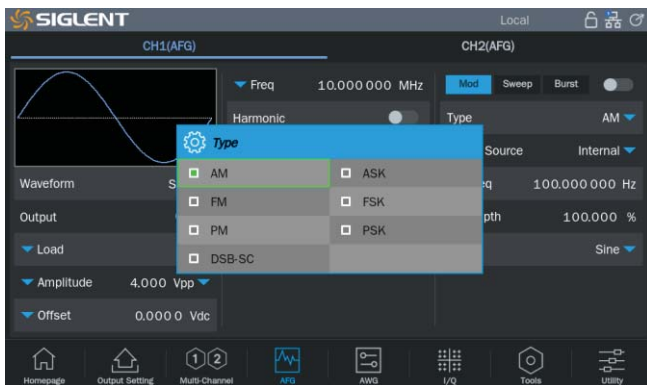 SIGLENT Local
CH1(AFG) CH2(AFG)
Freq 10.000 000 MHz Mod Sweep Burst
Harmonic Type AM
Type
Source Internal
AM ASK
Waveform 100.000 000 Hz
FM FSK
Output 100.000 %
PM PSK
Load Sine
DSB-SC
Amplitude 4.000 Vpp
Offset 0.000 0 Vdc
Homepage Output Setting Multi-Channel AFG AWG I/Q Tools Utility